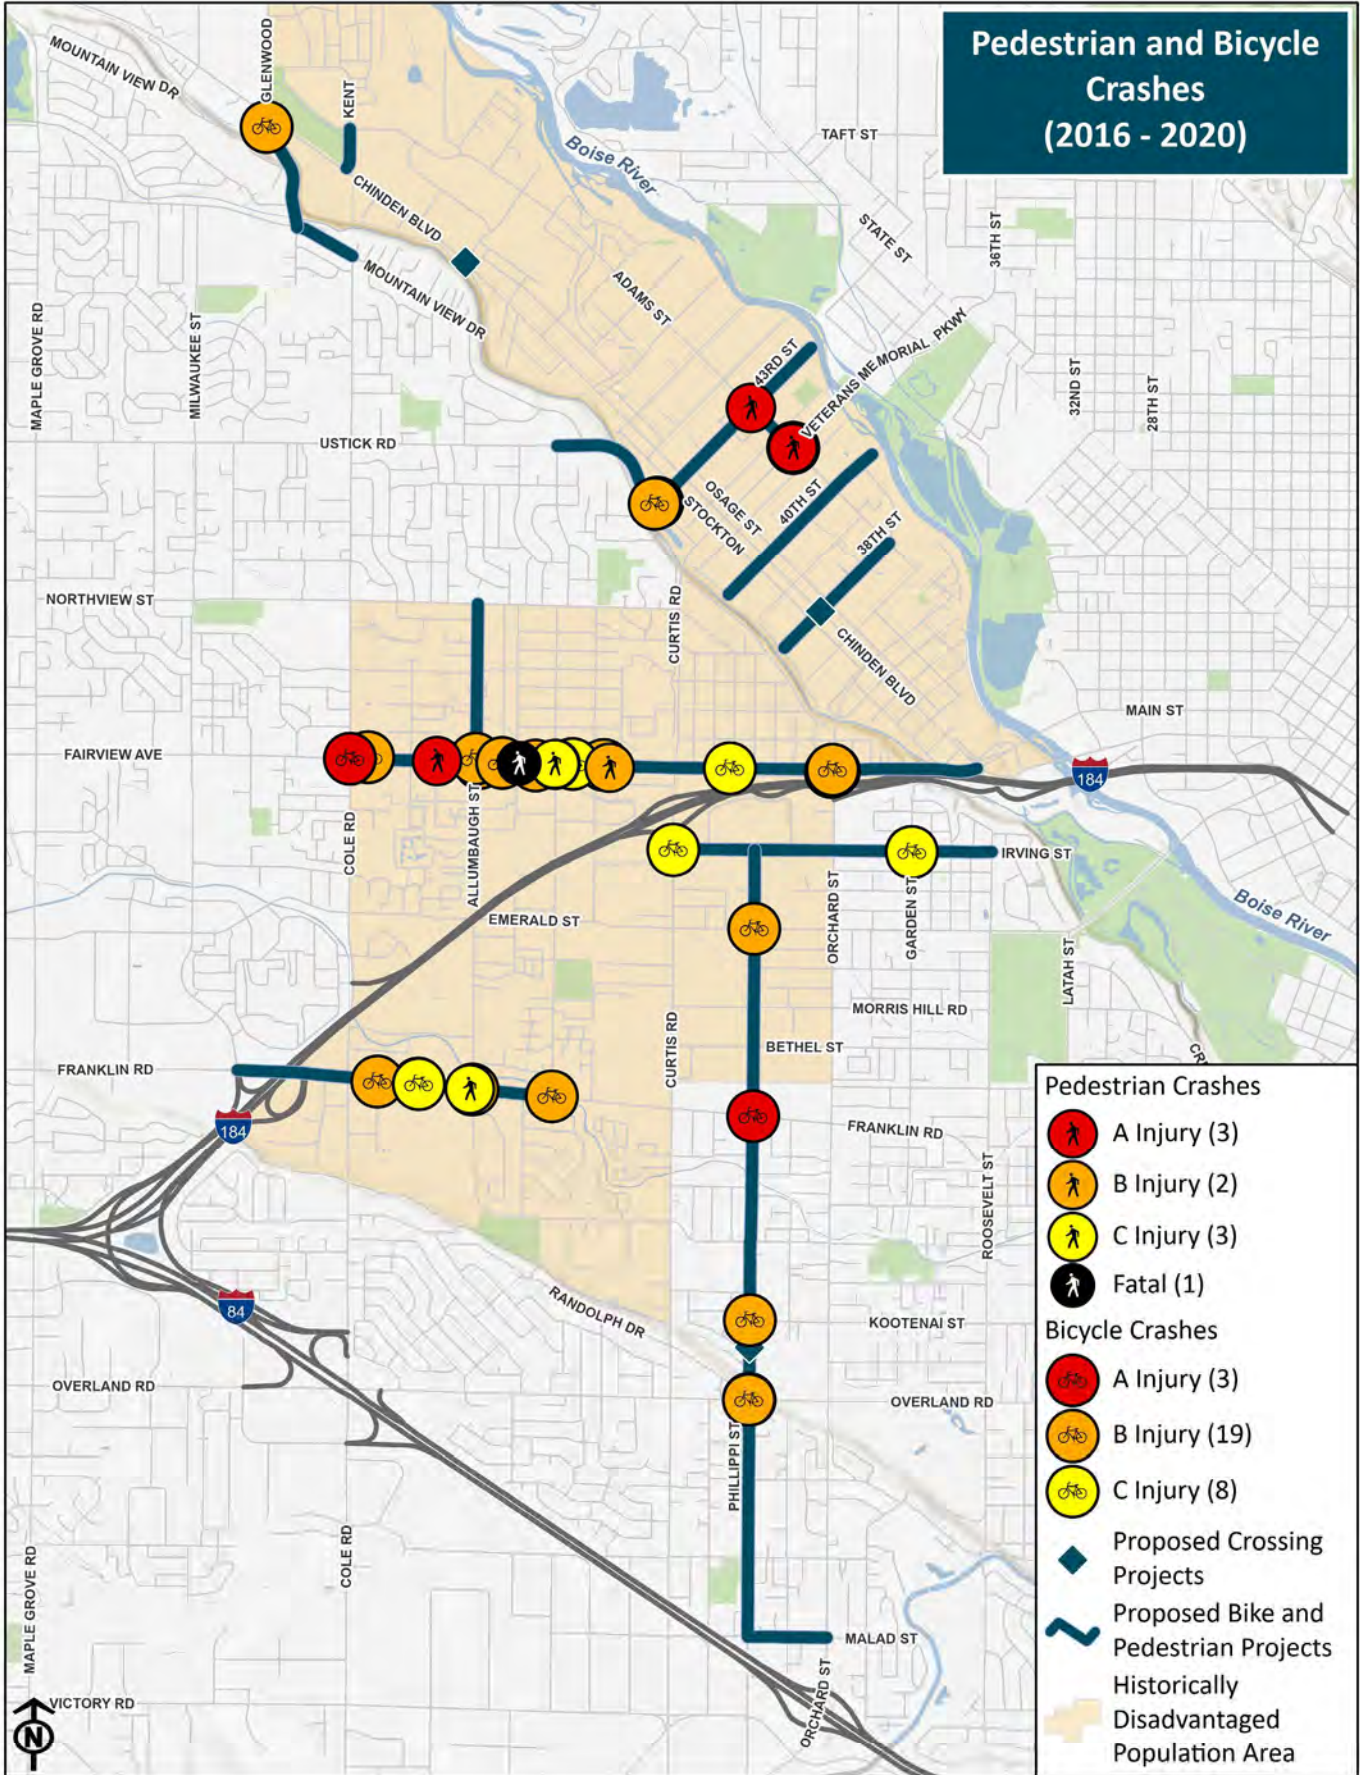 Pedestrian and Bicycle
Crashes
(2016 - 2020)
GLENWOOD
MOUNTAIN VIEW DR
KENT
TAFT ST
Boise River
CHINDEN BLVD
STATE ST
36TH ST
MOUNTAIN VIEW DR
ADAMS ST
MAPLE GROVE RD
MILWAUKEE ST
43RD ST
VETERANS MEMORIAL PKWY
32ND ST
28TH ST
USTICK RD
OSAGE ST
STOCKTON
40TH ST
38TH ST
NORTHVIEW ST
CURTIS RD
CHINDEN BLVD
MAIN ST
FAIRVIEW AVE
184
COLE RD
ALLUMBAUGH ST
IRVING ST
EMERALD ST
ORCHARD ST
GARDEN ST
Boise River
LATAH ST
MORRIS HILL RD
CURTIS RD
BETHEL ST
FRANKLIN RD
184
FRANKLIN RD
ROOSEVELT ST
84
RANDOLPH DR
KOOTENAI ST
OVERLAND RD
OVERLAND RD
PHILLIPPI ST
COLE RD
MAPLE GROVE RD
MALAD ST
ORCHARD ST
VICTORY RD
N
Pedestrian Crashes
A Injury (3)
B Injury (2)
C Injury (3)
Fatal (1)
Bicycle Crashes
A Injury (3)
B Injury (19)
C Injury (8)
Proposed Crossing
Projects
Proposed Bike and
Pedestrian Projects
Historically
Disadvantaged
Population Area